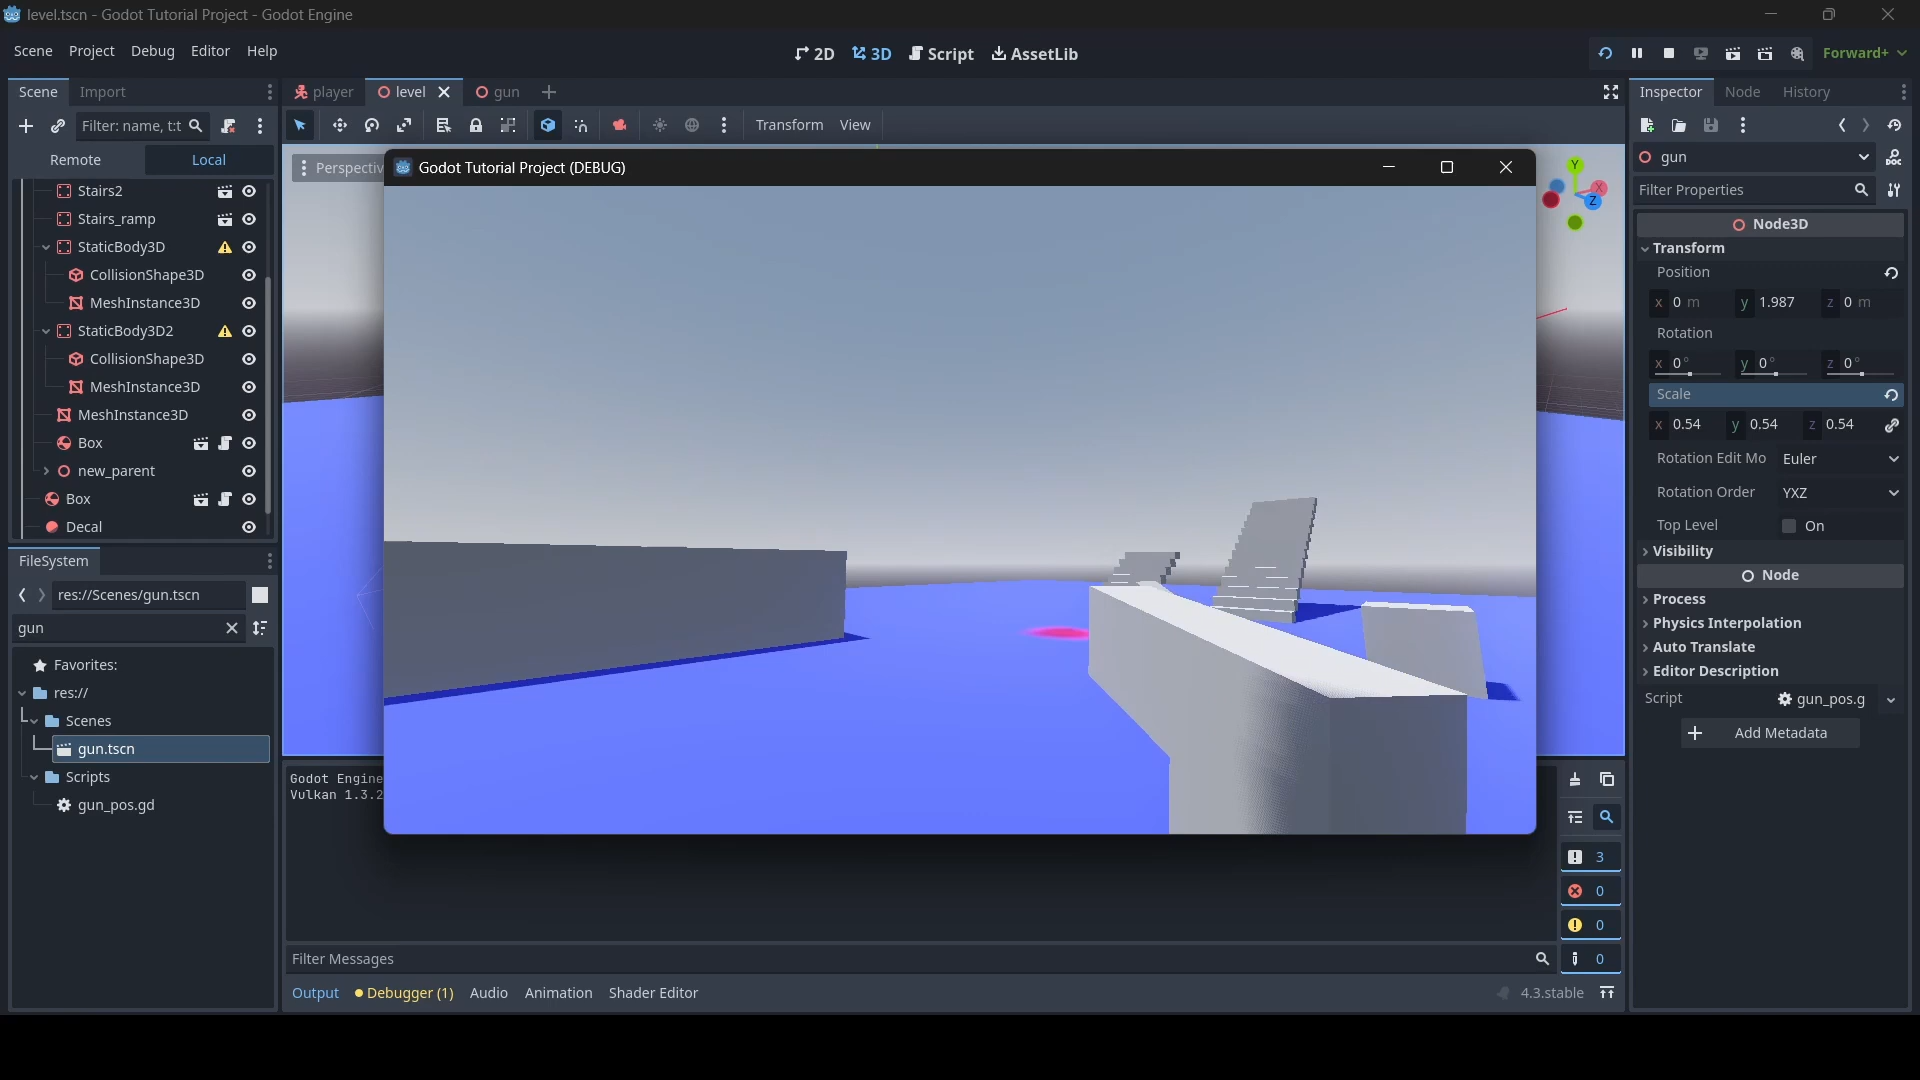 level.tscn - Godot Tutorial Project - Godot Engine
Scene Project Debug Editor Help
2D 3D Script AssetLib
Forward+
Scene Import
player level gun
Inspector Node History
Filter: name, t:t
Transform View
Remote Local
Perspectiv
Godot Tutorial Project (DEBUG)
Y
X
Z
gun
Filter Properties
Stairs2
Stairs_ramp
StaticBody3D
CollisionShape3D
MeshInstance3D
StaticBody3D2
CollisionShape3D
MeshInstance3D
MeshInstance3D
Box
new_parent
Box
Decal
Node3D
Transform
Position
x 0 m y 1.987 z 0 m
Rotation
x 0° y 0° z 0°
Scale
x 0.54 y 0.54 z 0.54
Rotation Edit Mo Euler
Rotation Order YXZ
Top Level On
Visibility
Node
Process
Physics Interpolation
Auto Translate
Editor Description
Script gun_pos.g
Add Metadata
FileSystem
res://Scenes/gun.tscn
gun
Favorites:
res://
Scenes
gun.tscn
Scripts
gun_pos.gd
Godot Engine
Vulkan 1.3.2
3
0
0
0
Filter Messages
Output Debugger (1) Audio Animation Shader Editor
4.3.stable